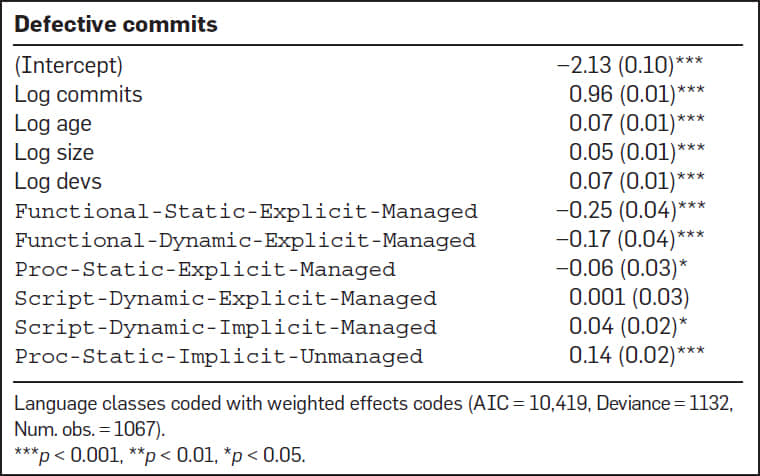 Defective commits
(Intercept) −2.13 (0.10)***
Log commits 0.96 (0.01)***
Log age 0.07 (0.01)***
Log size 0.05 (0.01)***
Log devs 0.07 (0.01)***
Functional-Static-Explicit-Managed −0.25 (0.04)***
Functional-Dynamic-Explicit-Managed −0.17 (0.04)***
Proc-Static-Explicit-Managed −0.06 (0.03)*
Script-Dynamic-Explicit-Managed 0.001 (0.03)
Script-Dynamic-Implicit-Managed 0.04 (0.02)*
Proc-Static-Implicit-Unmanaged 0.14 (0.02)***
Language classes coded with weighted effects codes (AIC = 10,419, Deviance = 1132,
Num. obs. = 1067).
***p < 0.001, **p < 0.01, *p < 0.05.